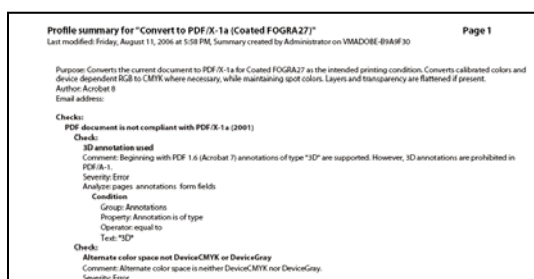 Profile summary for "Convert to PDF/X-1a (Coated FOGRA27)" Page 1
Last modified: Friday, August 11, 2006 at 5:58 PM, Summary created by Administrator on VMADOBE-B9A9F30
Purpose: Converts the current document to PDF/X-1a for Coated FOGRA27 as the intended printing condition. Converts calibrated colors and
device dependent RGB to CMYK where necessary, while maintaining spot colors. Layers and transparency are flattened if present.
Author: Acrobat 8
Email address:
Checks:
PDF document is not compliant with PDF/X-1a (2001)
Check:
3D annotation used
Comment: Beginning with PDF 1.6 (Acrobat 7) annotations of type "3D" are supported. However, 3D annotations are prohibited in
PDF/A-1.
Severity: Error
Analyze: pages annotations form fields
Condition
Group: Annotations
Property: Annotation is of type
Operator: equal to
Text: "3D"
Check:
Alternate color space not DeviceCMYK or DeviceGray
Comment: Alternate color space is neither DeviceCMYK nor DeviceGray.
Severity: Error